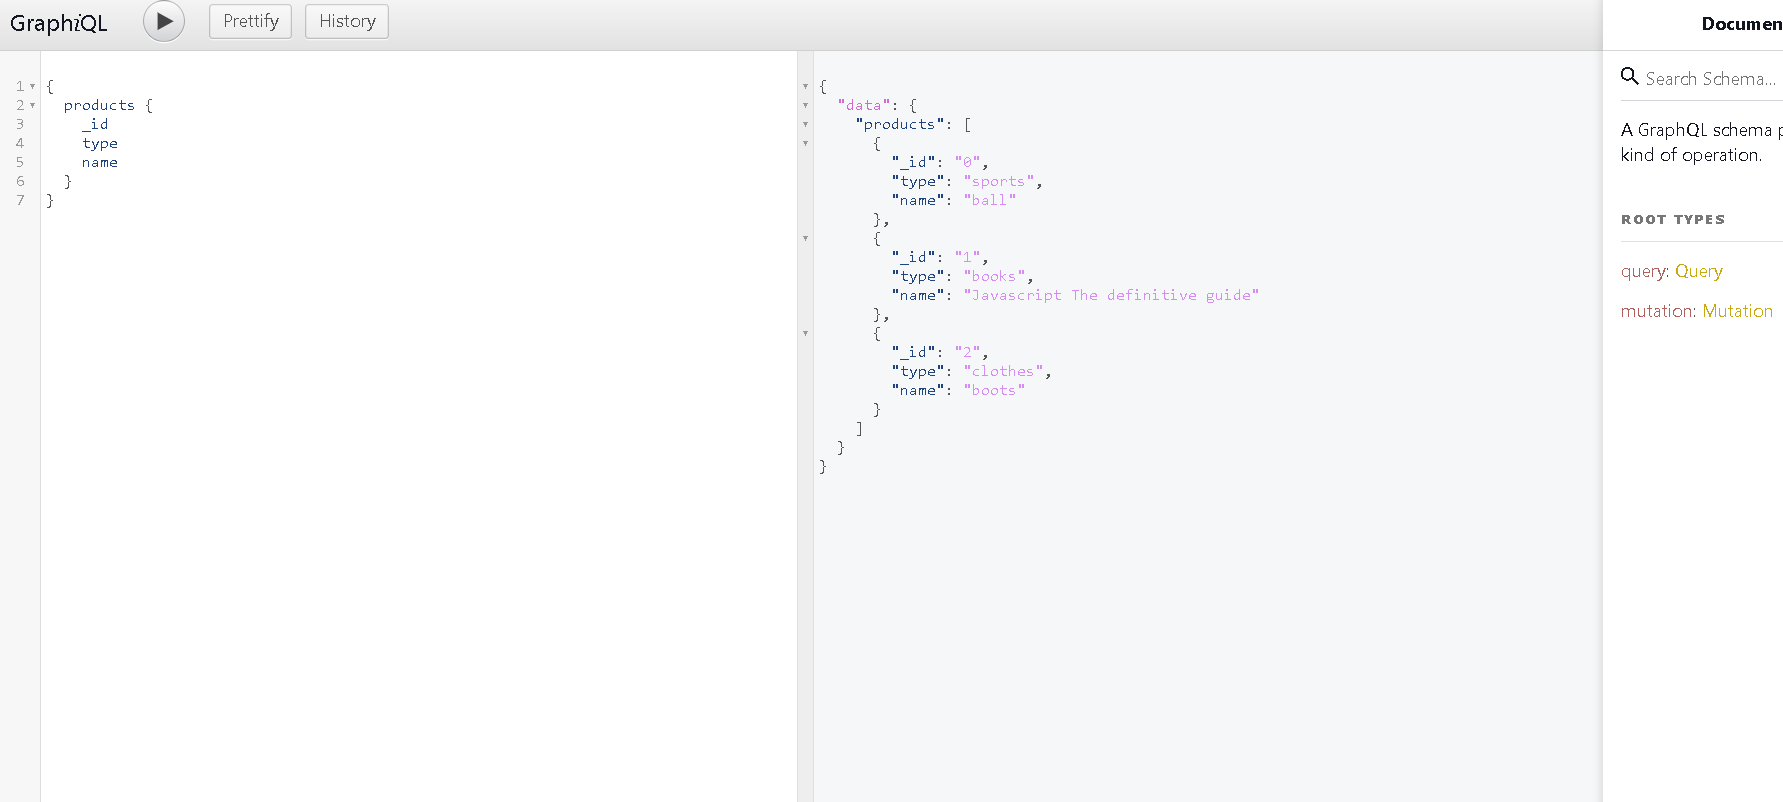 GraphiQL
Prettify
History
1 {
2 products {
3 _id
4 type
5 name
6 }
7 }
{
"data": {
"products": [
{
"_id": "0",
"type": "sports",
"name": "ball"
},
{
"_id": "1",
"type": "books",
"name": "Javascript The definitive guide"
},
{
"_id": "2",
"type": "clothes",
"name": "boots"
}
]
}
}
Documen
Search Schema...
A GraphQL schema p
kind of operation.
ROOT TYPES
query: Query
mutation: Mutation